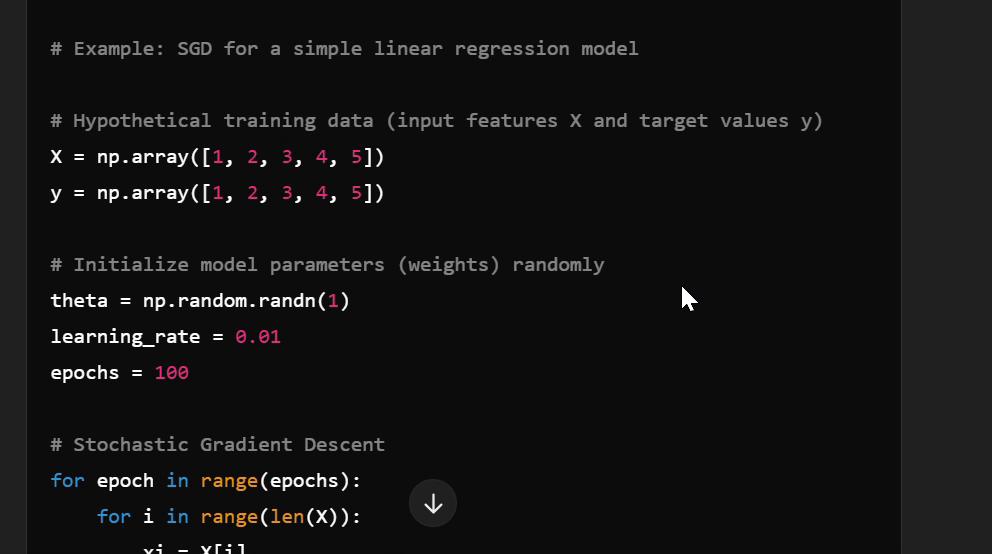 # Example: SGD for a simple linear regression model
# Hypothetical training data (input features X and target values y)
X = np.array([1, 2, 3, 4, 5])
y = np.array([1, 2, 3, 4, 5])
# Initialize model parameters (weights) randomly
theta = np.random.randn(1)
learning_rate = 0.01
epochs = 100
# Stochastic Gradient Descent
for epoch in range(epochs):
    for i in range(len(X)):
        xi = X[i]